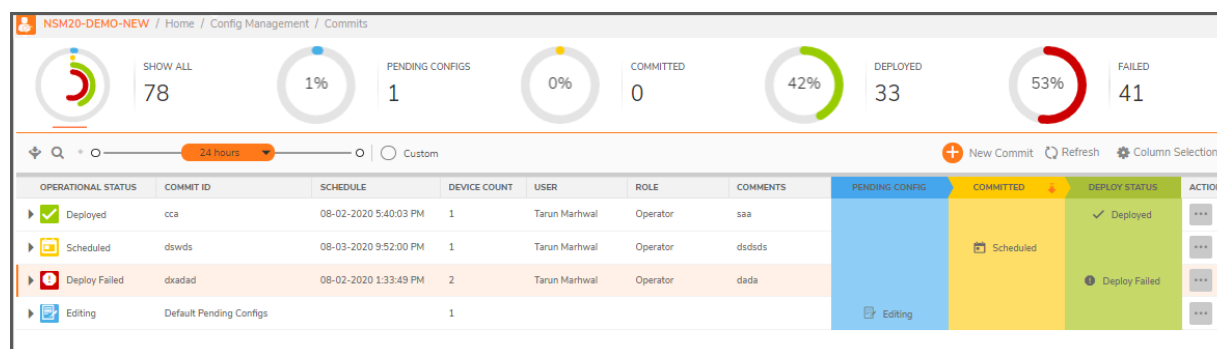 NSM20-DEMO-NEW / Home / Config Management / Commits
SHOW ALL
78
1%
PENDING CONFIGS
1
0%
COMMITTED
0
42%
DEPLOYED
33
53%
FAILED
41
24 hours
Custom
New Commit
Refresh
Column Selection
OPERATIONAL STATUS COMMIT ID SCHEDULE DEVICE COUNT USER ROLE COMMENTS PENDING CONFIG COMMITTED DEPLOY STATUS ACTIO
Deployed cca 08-02-2020 5:40:03 PM 1 Tarun Marhwal Operator saa Deployed
Scheduled dswds 08-03-2020 9:52:00 PM 1 Tarun Marhwal Operator dsdsds Scheduled
Deploy Failed dxadad 08-02-2020 1:33:49 PM 2 Tarun Marhwal Operator dada Deploy Failed
Editing Default Pending Configs 1 Editing